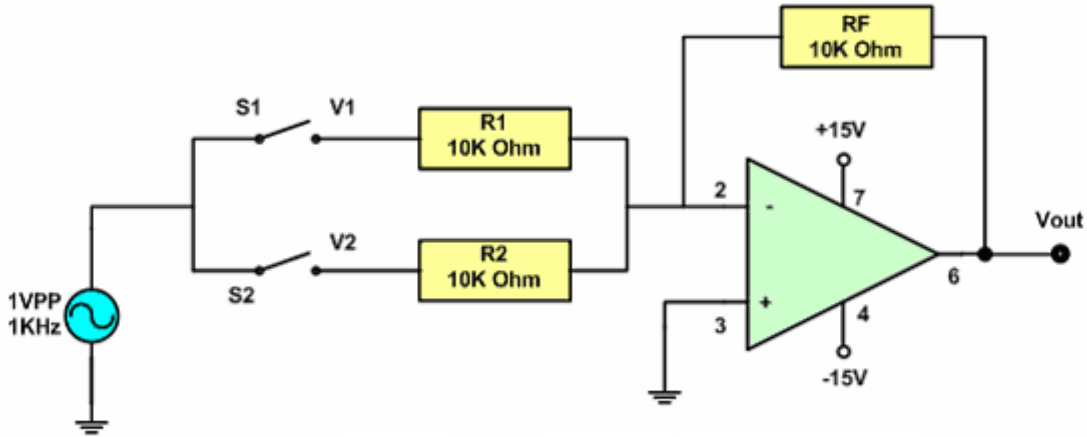 RF
10K Ohm
S1
V1
R1
10K Ohm
+15V
2
-
7
Vout
V2
R2
10K Ohm
6
S2
1VPP
1KHz
+
3
4
-15V